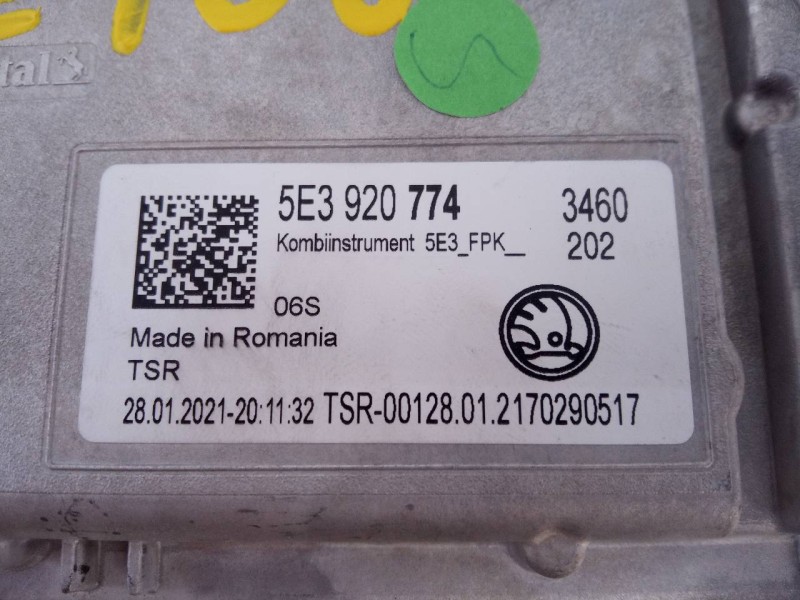 5E3 920 774 3460
Kombiinstrument 5E3_FPK__ 202
06S
Made in Romania
TSR
28.01.2021-20:11:32 TSR-00128.01.2170290517